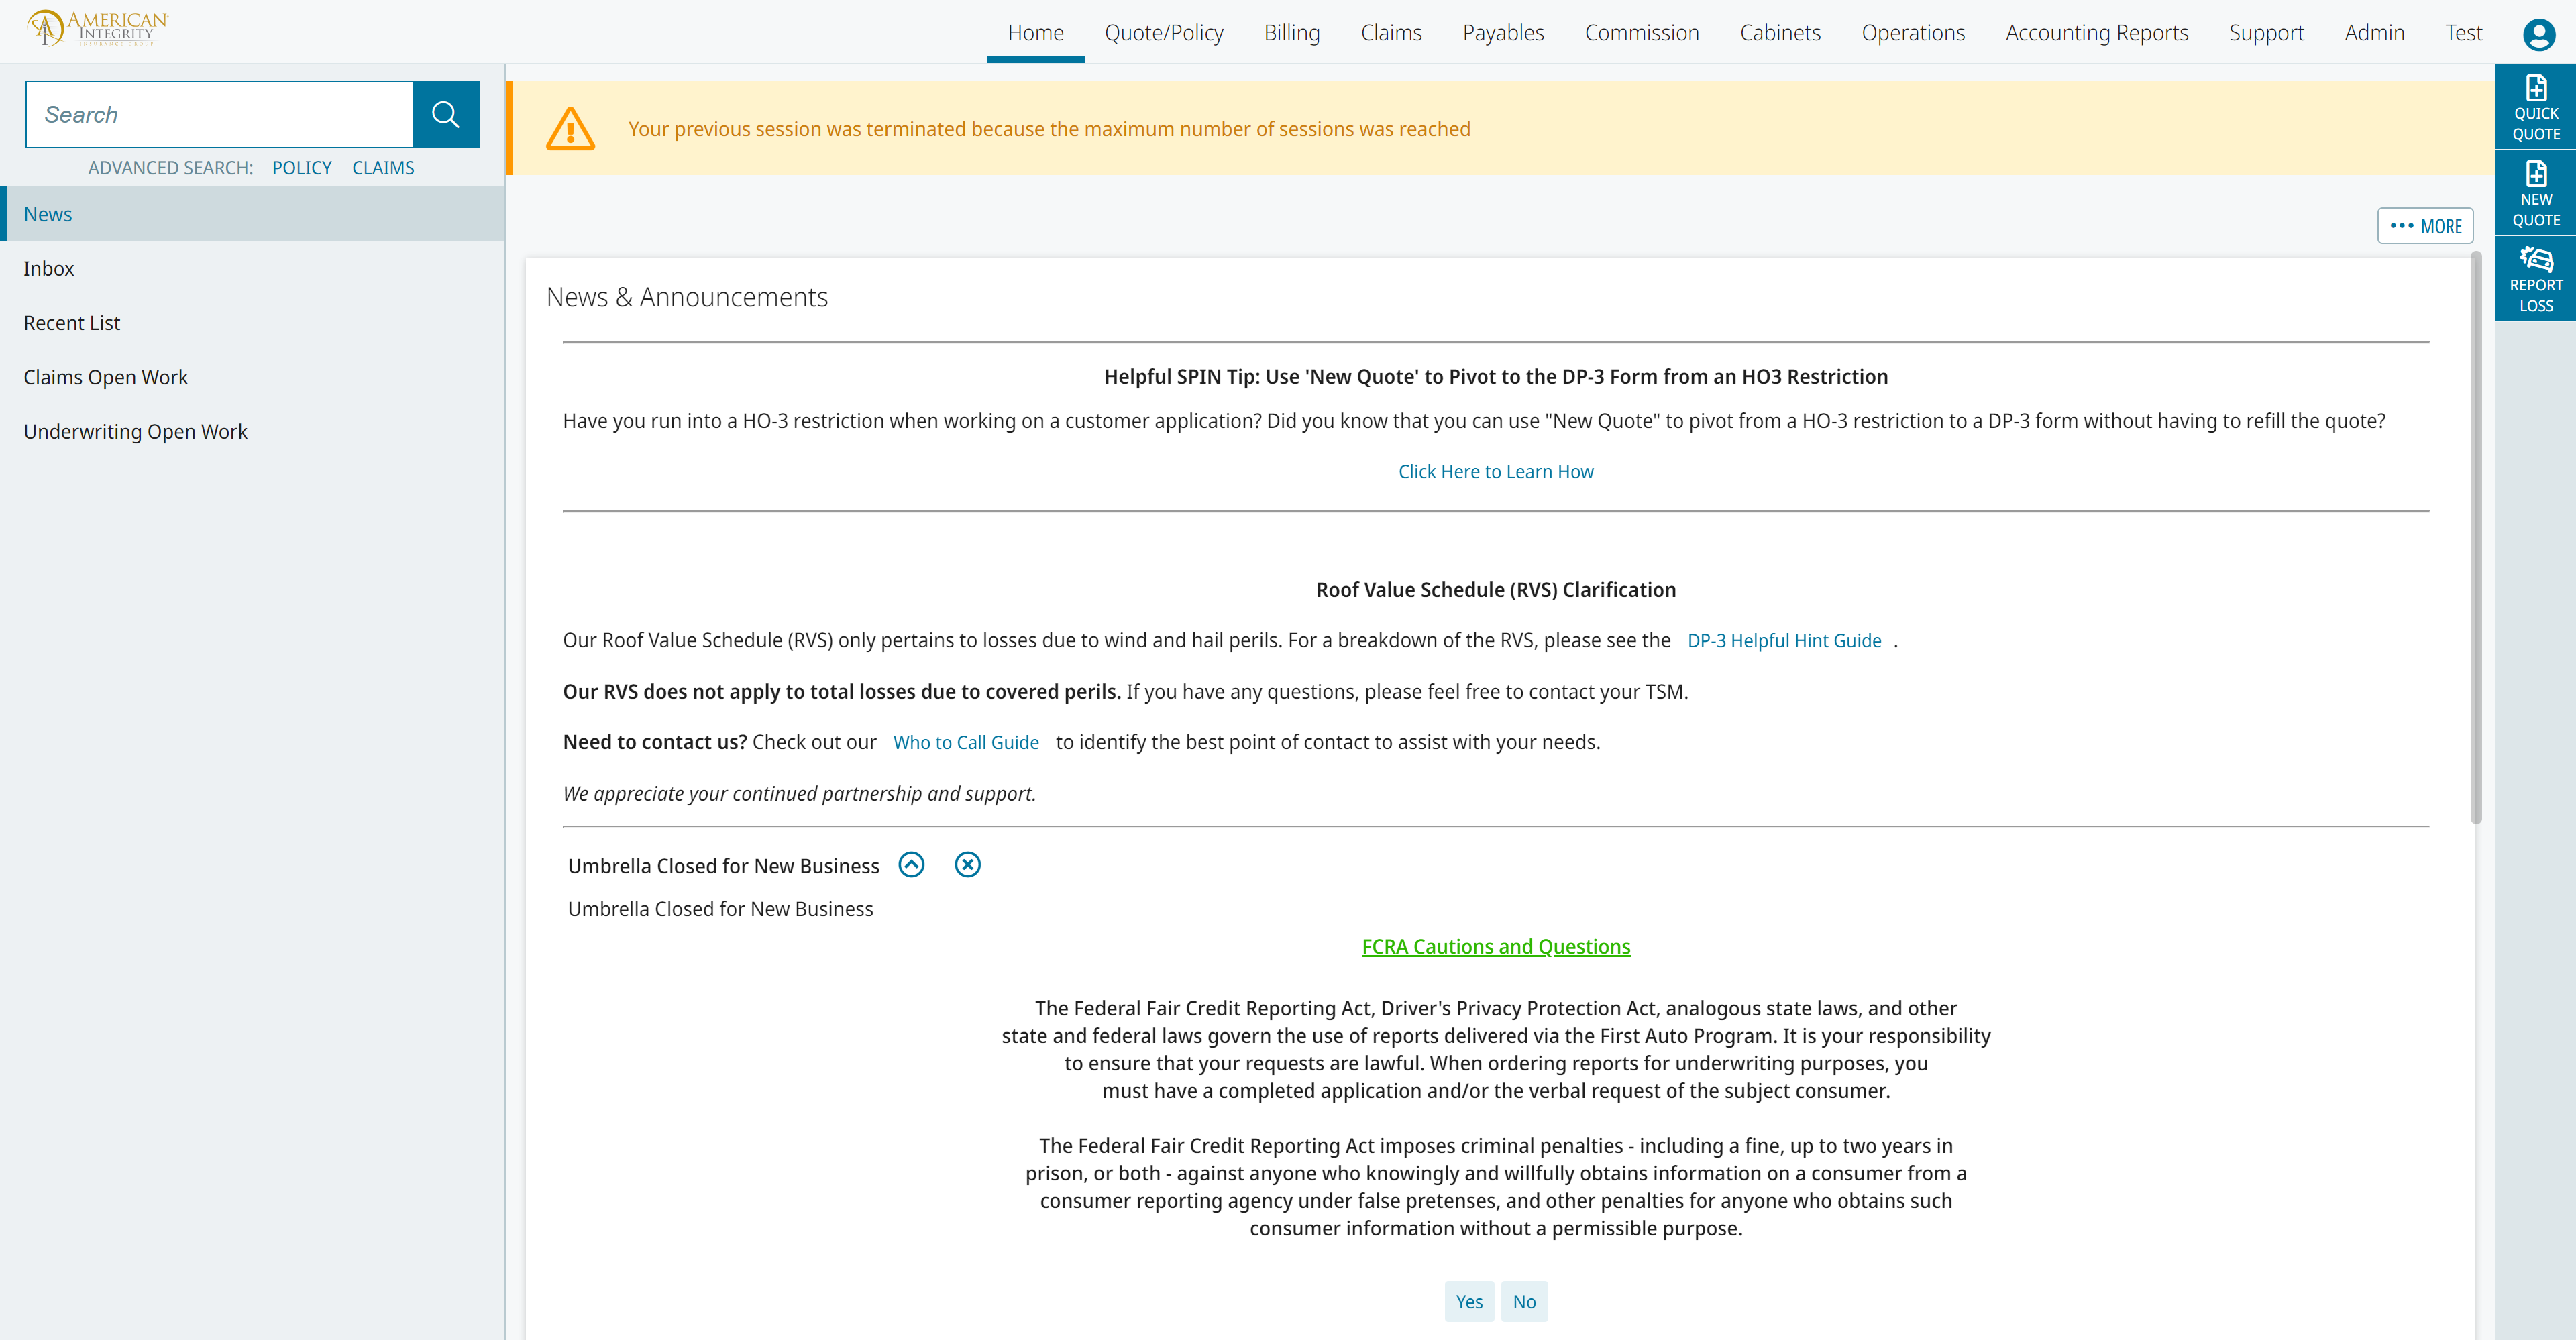 AMERICAN
INTEGRITY
INSURANCE GROUP
Home Quote/Policy Billing Claims Payables Commission Cabinets Operations Accounting Reports Support Admin Test
Search
ADVANCED SEARCH: POLICY CLAIMS
News
Inbox
Recent List
Claims Open Work
Underwriting Open Work
Your previous session was terminated because the maximum number of sessions was reached
QUICK
QUOTE
NEW
QUOTE
REPORT
LOSS
••• MORE
News & Announcements
Helpful SPIN Tip: Use 'New Quote' to Pivot to the DP-3 Form from an HO3 Restriction
Have you run into a HO-3 restriction when working on a customer application? Did you know that you can use "New Quote" to pivot from a HO-3 restriction to a DP-3 form without having to refill the quote?
Click Here to Learn How
Roof Value Schedule (RVS) Clarification
Our Roof Value Schedule (RVS) only pertains to losses due to wind and hail perils. For a breakdown of the RVS, please see the DP-3 Helpful Hint Guide .
Our RVS does not apply to total losses due to covered perils. If you have any questions, please feel free to contact your TSM.
Need to contact us? Check out our Who to Call Guide to identify the best point of contact to assist with your needs.
We appreciate your continued partnership and support.
Umbrella Closed for New Business
Umbrella Closed for New Business
FCRA Cautions and Questions
The Federal Fair Credit Reporting Act, Driver's Privacy Protection Act, analogous state laws, and other
state and federal laws govern the use of reports delivered via the First Auto Program. It is your responsibility
to ensure that your requests are lawful. When ordering reports for underwriting purposes, you
must have a completed application and/or the verbal request of the subject consumer.
The Federal Fair Credit Reporting Act imposes criminal penalties - including a fine, up to two years in
prison, or both - against anyone who knowingly and willfully obtains information on a consumer from a
consumer reporting agency under false pretenses, and other penalties for anyone who obtains such
consumer information without a permissible purpose.
Yes No